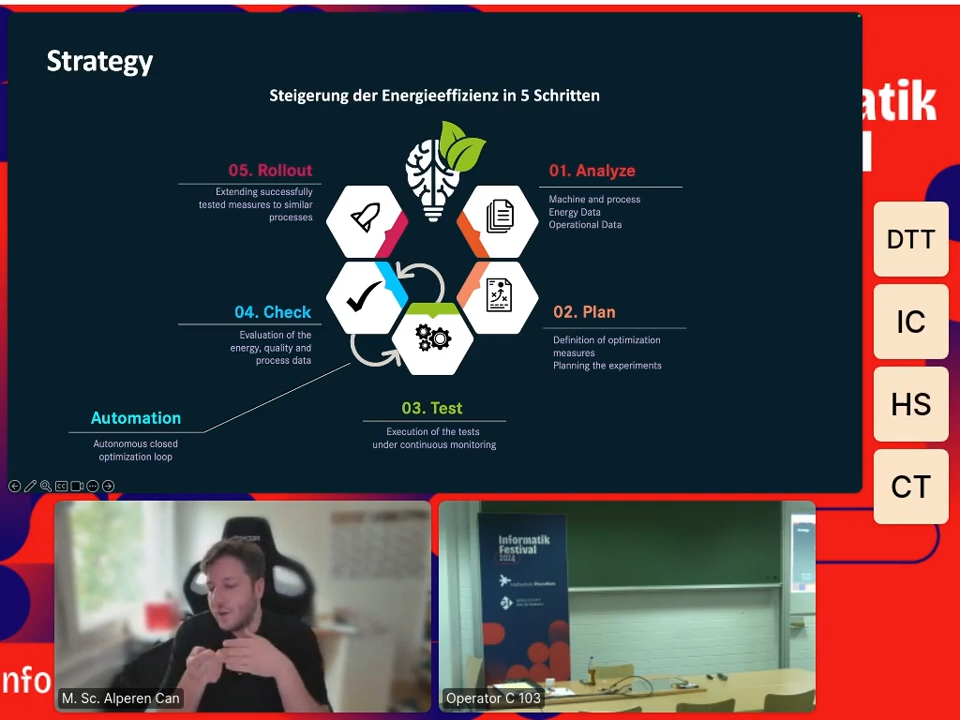 Strategy
Steigerung der Energieeffizienz in 5 Schritten
05. Rollout
Extending successfully
tested measures to similar
processes
01. Analyze
Machine and process
Energy Data
Operational Data
04. Check
Evaluation of the
energy, quality and
process data
02. Plan
Definition of optimization
measures
Planning the experiments
03. Test
Execution of the tests
under continuous monitoring
Automation
Autonomous closed
optimization loop
atik
DTT
IC
HS
CT
nfo
M. Sc. Alperen Can
Informatik
Festival
2024
Operator C 103